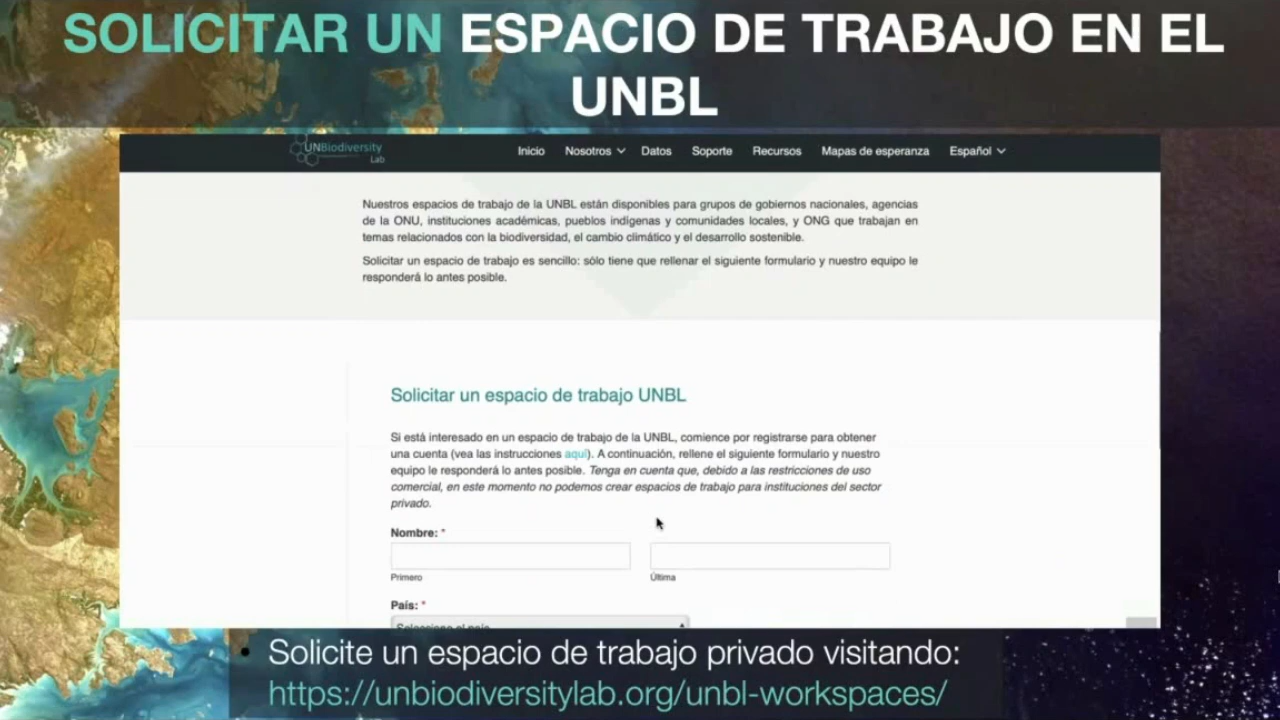 SOLICITAR UN ESPACIO DE TRABAJO EN EL
UNBL
UNBiodiversity
Lab
Inicio Nosotros Datos Soporte Recursos Mapas de esperanza Español
Nuestros espacios de trabajo de la UNBL están disponibles para grupos de gobiernos nacionales, agencias
de la ONU, instituciones académicas, pueblos indígenas y comunidades locales, y ONG que trabajan en
temas relacionados con la biodiversidad, el cambio climático y el desarrollo sostenible.
Solicitar un espacio de trabajo es sencillo: sólo tiene que rellenar el siguiente formulario y nuestro equipo le
responderá lo antes posible.
Solicitar un espacio de trabajo UNBL
Si está interesado en un espacio de trabajo de la UNBL, comience por registrarse para obtener
una cuenta (vea las instrucciones aquí). A continuación, rellene el siguiente formulario y nuestro
equipo le responderá lo antes posible. Tenga en cuenta que, debido a las restricciones de uso
comercial, en este momento no podemos crear espacios de trabajo para instituciones del sector
privado.
Nombre: *
Primero Última
País: *
Seleccione el país
• Solicite un espacio de trabajo privado visitando:
https://unbiodiversitylab.org/unbl-workspaces/